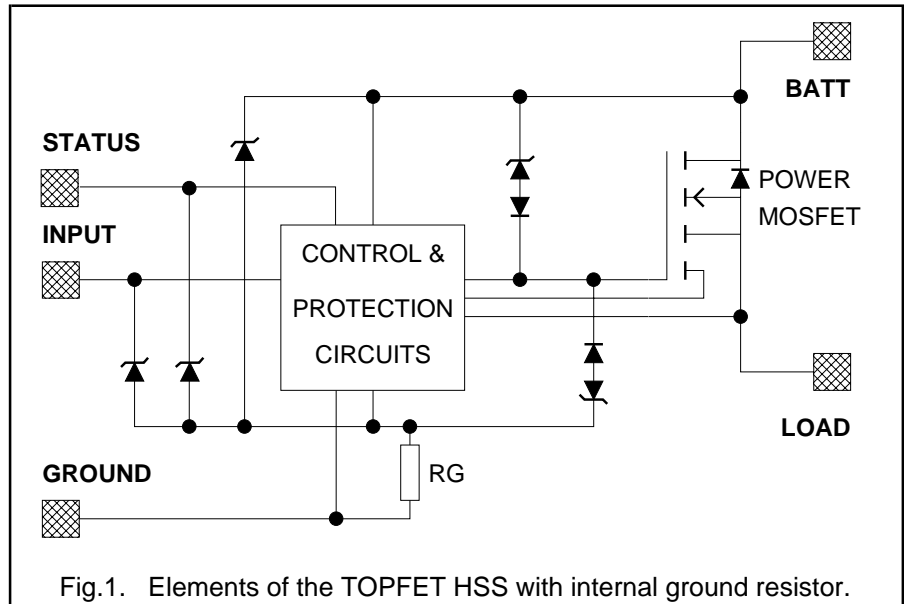 BATT
STATUS
INPUT
POWER
MOSFET
CONTROL &
PROTECTION
CIRCUITS
LOAD
GROUND
RG
Fig.1. Elements of the TOPFET HSS with internal ground resistor.